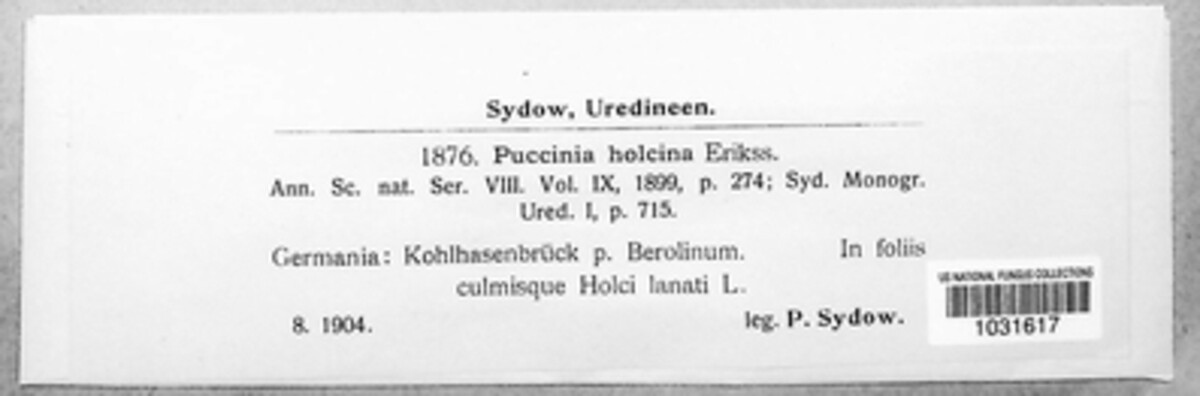 Sydow, Uredineen.
1876. Puccinia holcina Erikss.
Ann. Sc. nat. Ser. VIII. Vol. IX, 1899, p. 274; Syd. Monogr.
Ured. I, p. 715.
Germania: Kohlhasenbrück p. Berolinum. In foliis
culmisque Holci lanati L.
8. 1904. leg. P. Sydow.
US NATIONAL FUNGUS COLLECTIONS
1031617